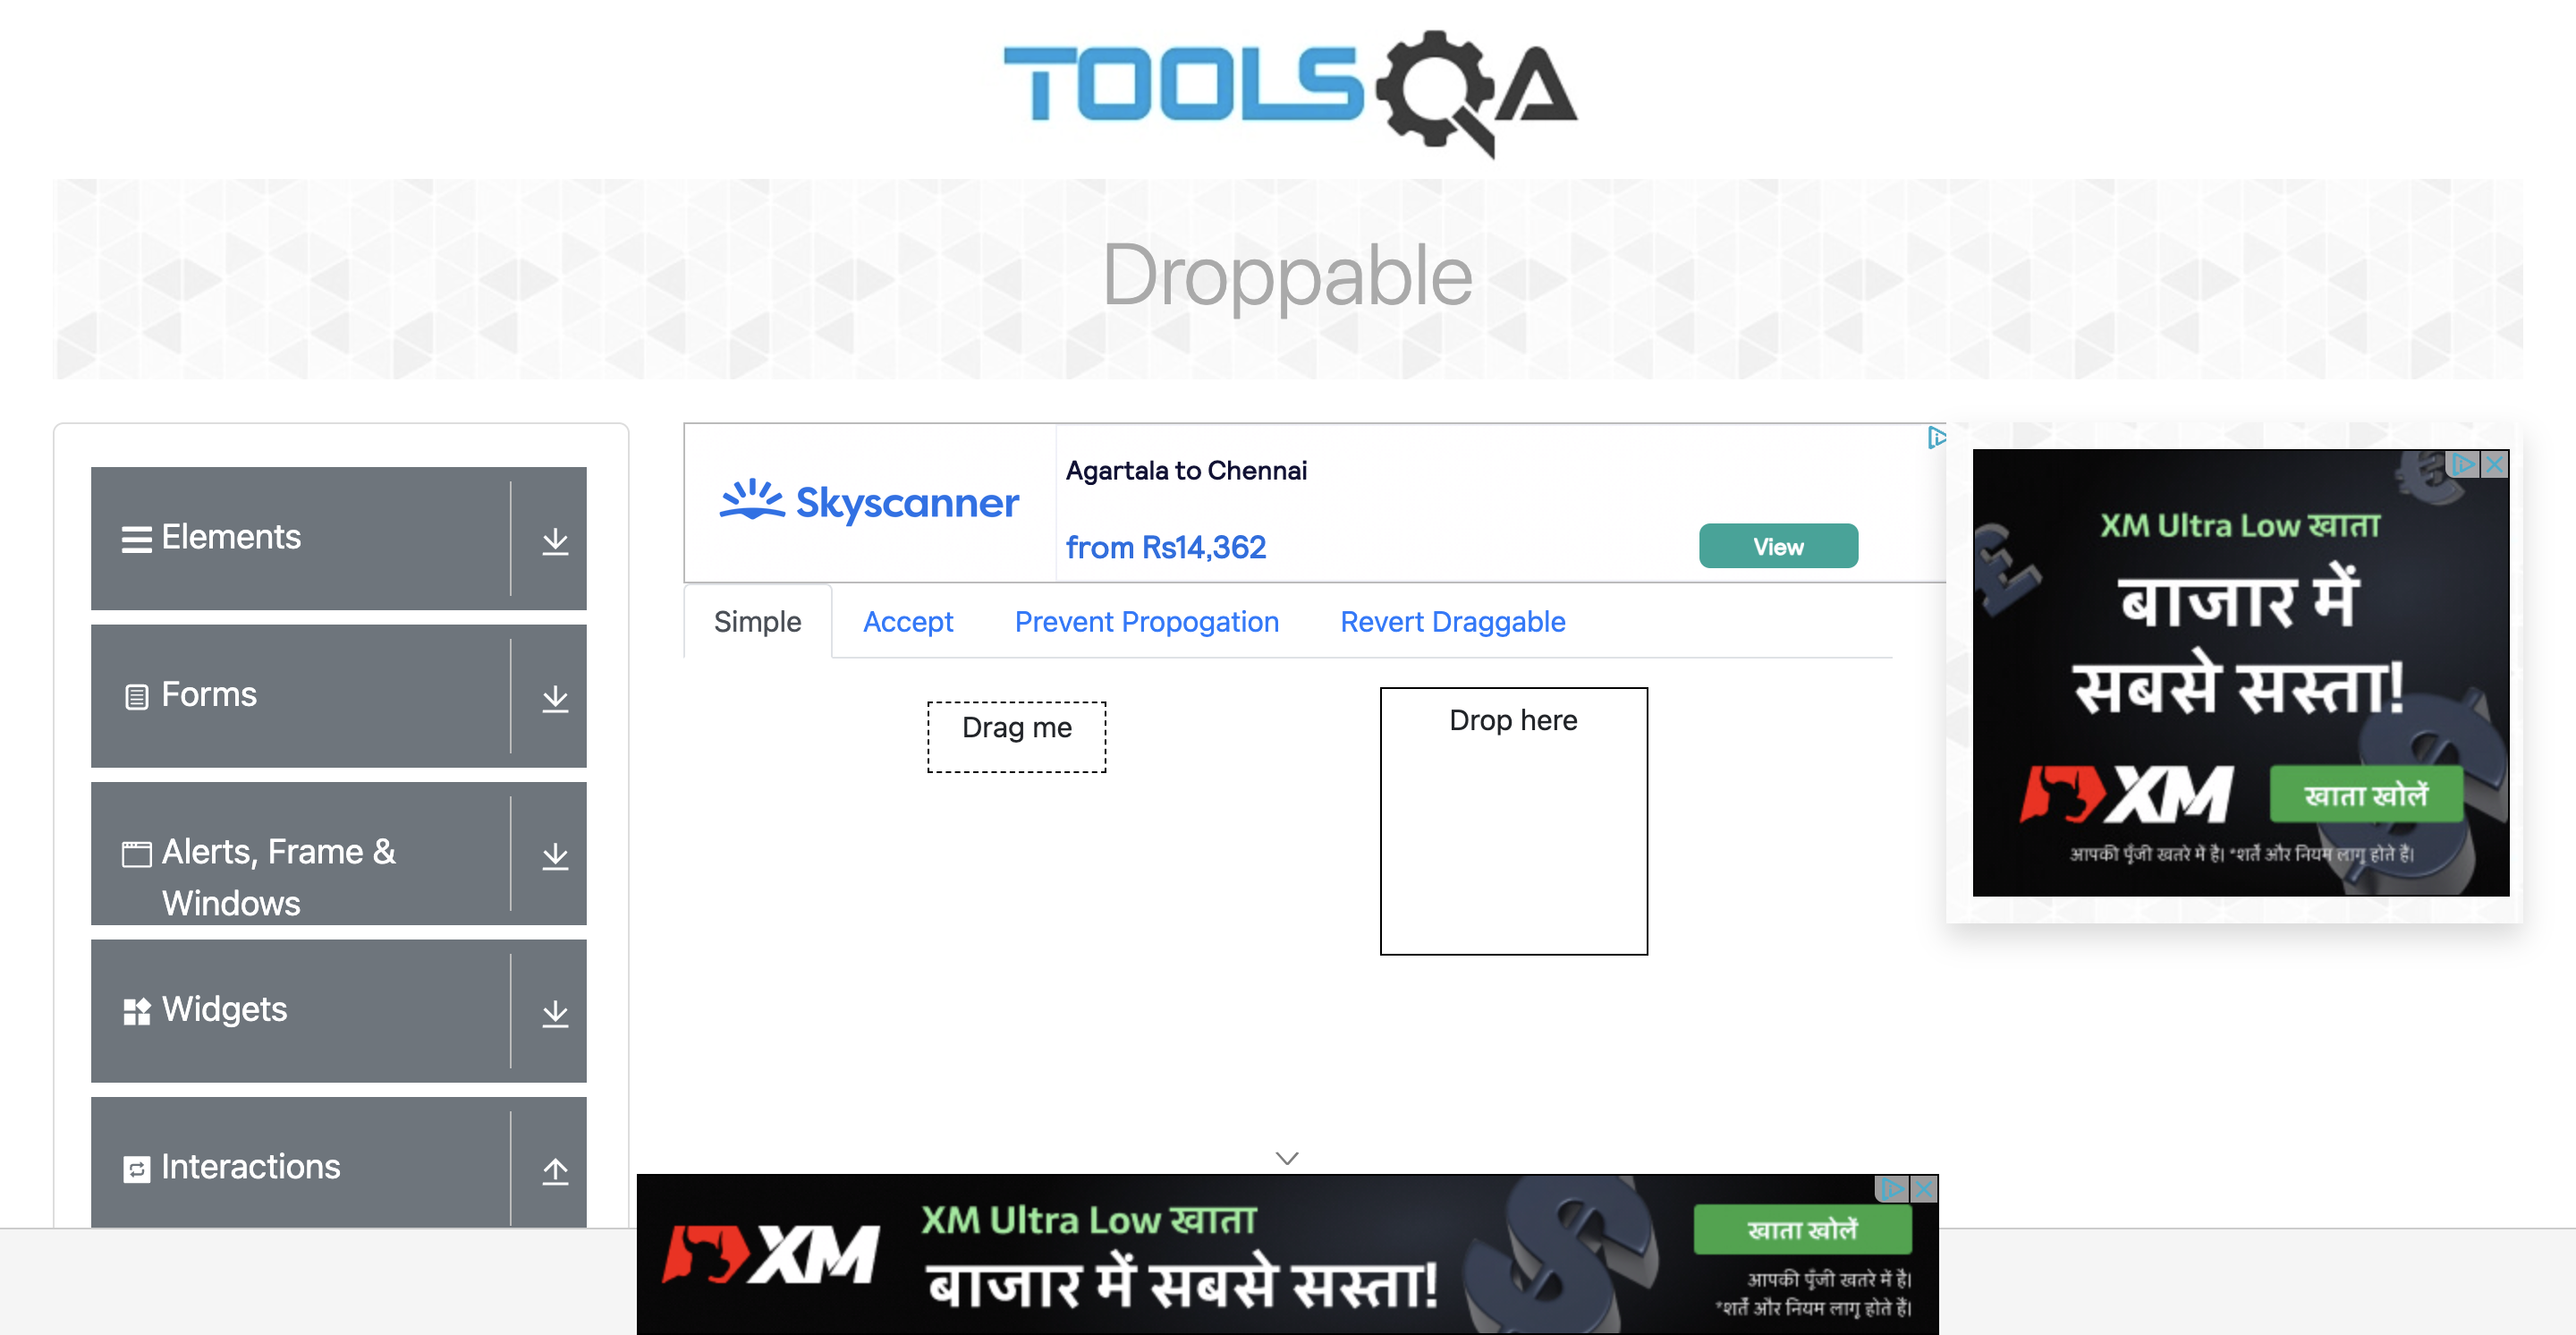 TOOLSQA
Droppable
Elements
Forms
Alerts, Frame &
Windows
Widgets
Interactions
Skyscanner
Agartala to Chennai
from Rs14,362
View
Simple
Accept
Prevent Propogation
Revert Draggable
Drag me
Drop here
XM Ultra Low खाता
बाजार में
सबसे सस्ता!
XM
खाता खोलें
आपकी पूँजी खतरे में है। *शर्तें और नियम लागू होते हैं।
XM
XM Ultra Low खाता
बाजार में सबसे सस्ता!
खाता खोलें
आपकी पूँजी खतरे में है।
*शर्तें और नियम लागू होते हैं।